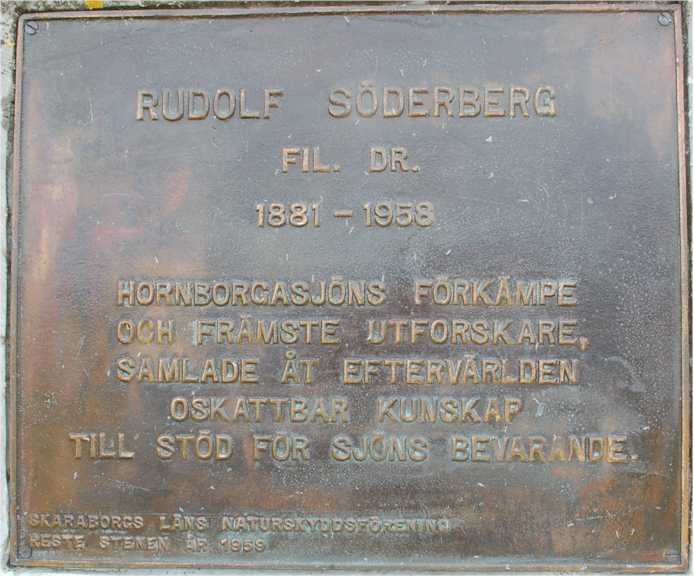 RUDOLF SÖDERBERG
FIL. DR.
1881 - 1958
HORNBORGASJÖNS FÖRKÄMPE
OCH FRÄMSTE UTFORSKARE,
SAMLADE ÅT EFTERVÄRLDEN
OSKATTBAR KUNSKAP
TILL STÖD FÖR SJÖNS BEVARANDE.
SKARABORGS LÄNS NATURSKYDDSFÖRENING
RESTE STENEN ÅR 1959